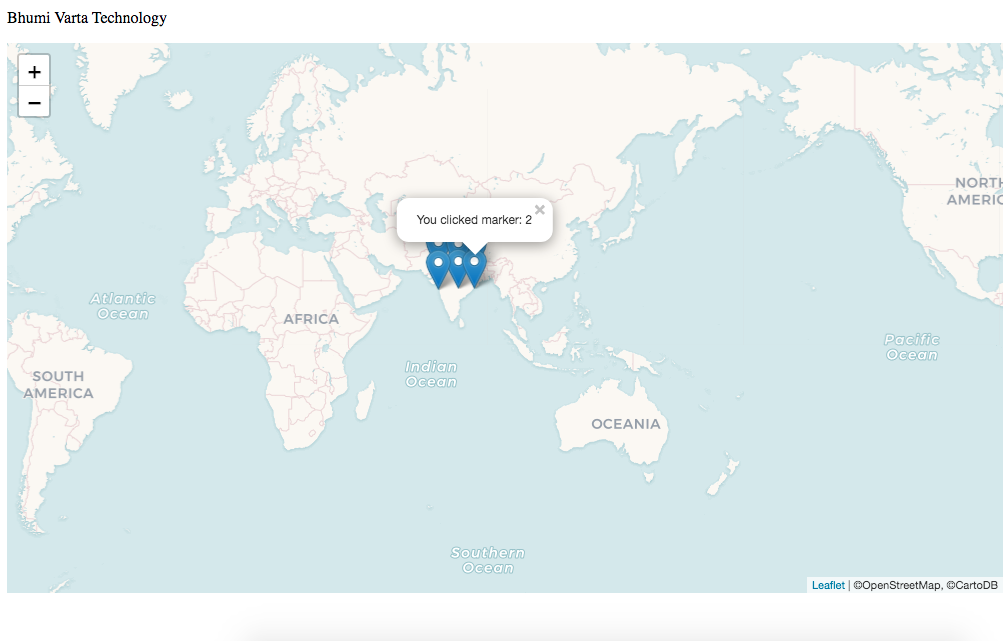 Bhumi Varta Technology
+
−
NORTH
AMERIC
You clicked marker: 2
×
Atlantic
Ocean
AFRICA
Pacific
Ocean
Indian
Ocean
SOUTH
AMERICA
OCEANIA
Southern
Ocean
Leaflet | ©OpenStreetMap, ©CartoDB